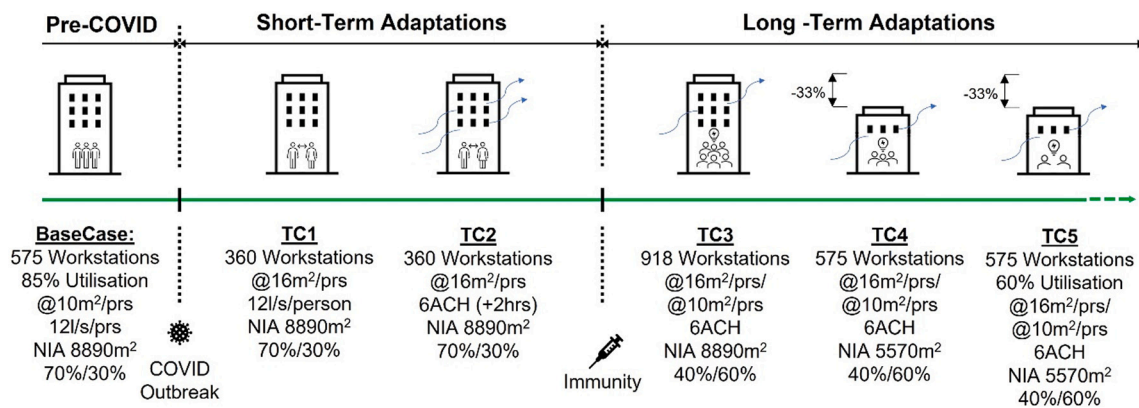 Pre-COVID
Short-Term Adaptations
Long -Term Adaptations
-33%
-33%
BaseCase:
575 Workstations
85% Utilisation
@10m²/prs
12l/s/prs
NIA 8890m²
70%/30%
COVID
Outbreak
TC1
360 Workstations
@16m²/prs
12l/s/person
NIA 8890m²
70%/30%
TC2
360 Workstations
@16m²/prs
6ACH (+2hrs)
NIA 8890m²
70%/30%
Immunity
TC3
918 Workstations
@16m²/prs/
@10m²/prs
6ACH
NIA 8890m²
40%/60%
TC4
575 Workstations
@16m²/prs/
@10m²/prs
6ACH
NIA 5570m²
40%/60%
TC5
575 Workstations
60% Utilisation
@16m²/prs/
@10m²/prs
6ACH
NIA 5570m²
40%/60%